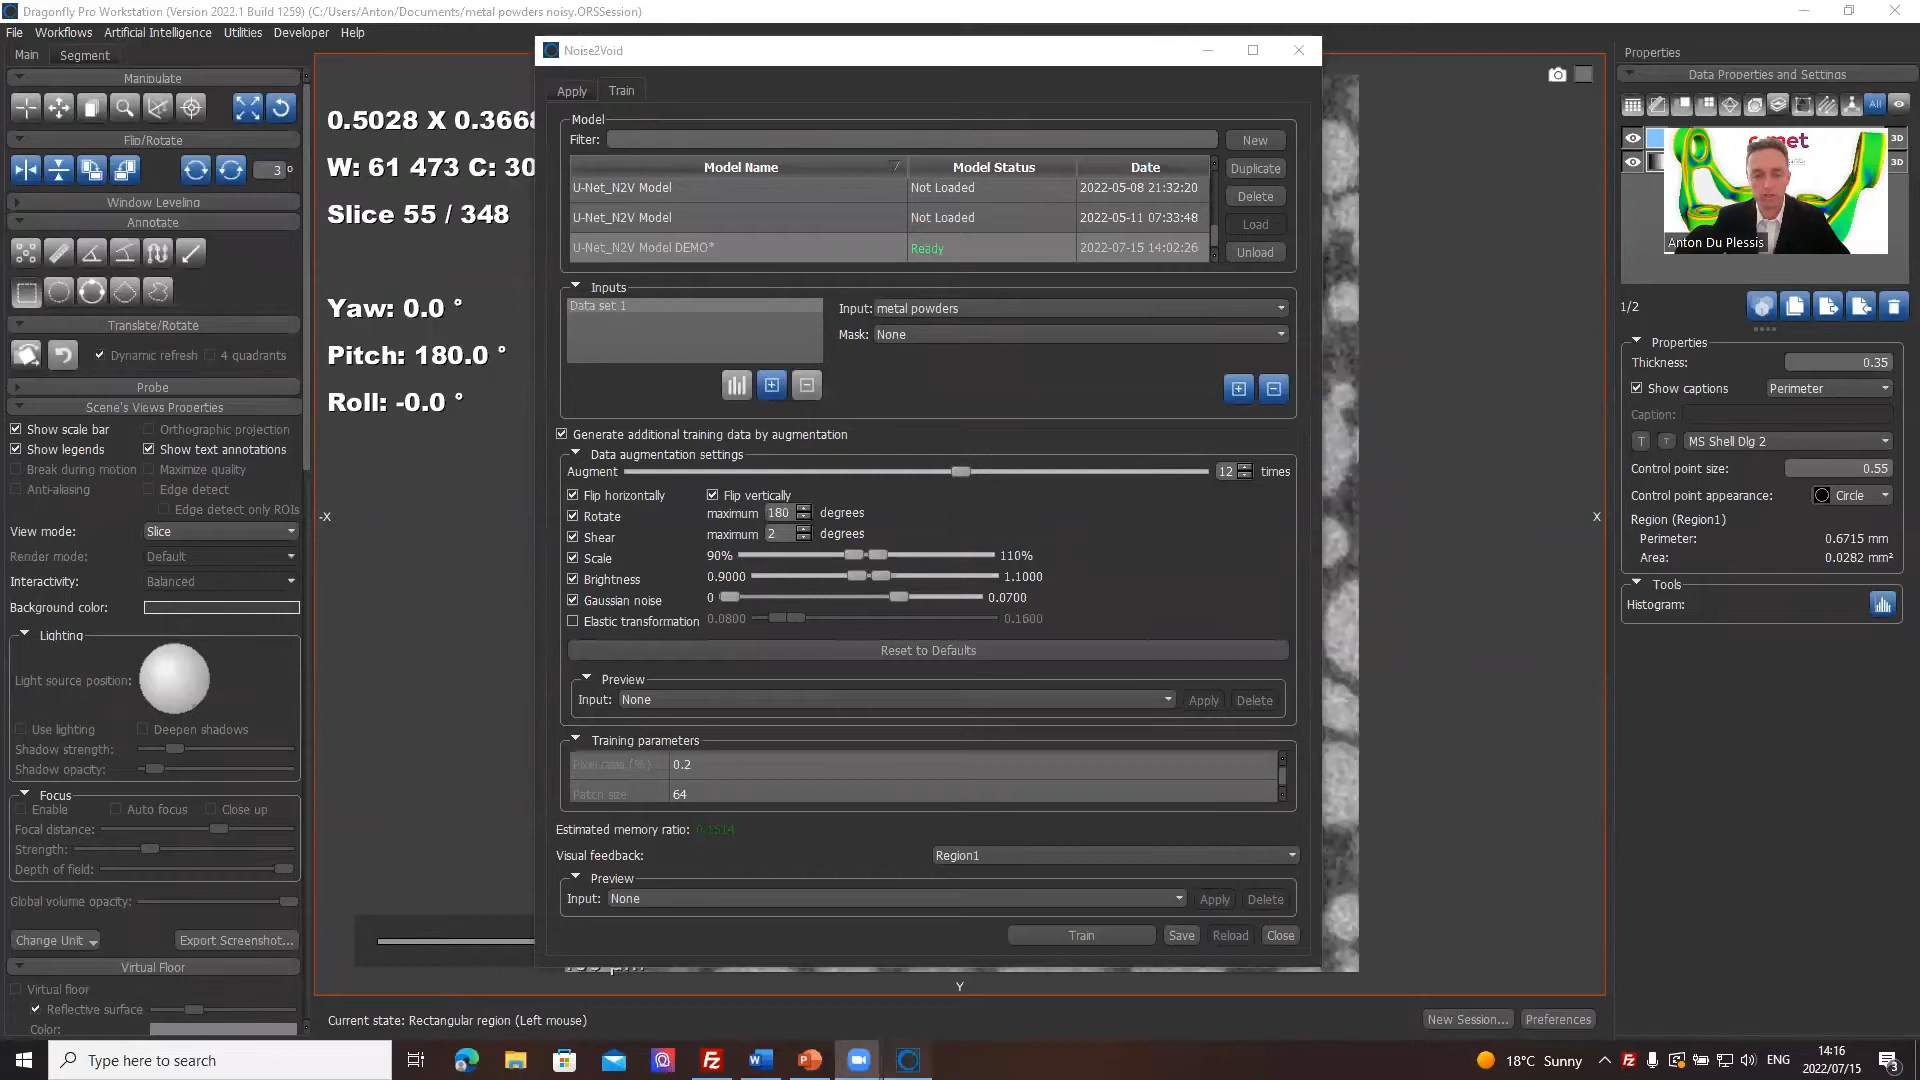 Dragonfly Pro Workstation (Version 2022.1 Build 1259) (C:/Users/Anton/Documents/metal powders noisy.ORSSession)
File Workflows Artificial Intelligence Utilities Developer Help
Main Segment
Manipulate
Flip/Rotate
3 °
Window Leveling
Annotate
Translate/Rotate
Dynamic refresh 4 quadrants
Probe
Scene's Views Properties
Show scale bar Orthographic projection
Show legends Show text annotations
Break during motion Maximize quality
Anti-aliasing Edge detect
Edge detect only ROIs
View mode: Slice
Render mode: Default
Interactivity: Balanced
Background color:
Lighting
Light source position:
Use lighting Deepen shadows
Shadow strength:
Shadow opacity:
Focus
Enable Auto focus Close up
Focal distance:
Strength:
Depth of field:
Global volume opacity:
Change Unit Export Screenshot...
Virtual Floor
Virtual floor
Reflective surface
Color:
0.5028 X 0.3668
W: 61 473 C: 30
Slice 55 / 348
Yaw: 0.0 °
Pitch: 180.0 °
Roll: -0.0 °
-X
X
Y
Noise2Void
Apply Train
Model
Filter: New
Model Name Model Status Date
U-Net_N2V Model Not Loaded 2022-05-08 21:32:20
U-Net_N2V Model Not Loaded 2022-05-11 07:33:48
U-Net_N2V Model DEMO* Ready 2022-07-15 14:02:26
Duplicate
Delete
Load
Unload
Inputs
Data set 1
Input: metal powders
Mask: None
Generate additional training data by augmentation
Data augmentation settings
Augment 12 times
Flip horizontally Flip vertically
Rotate maximum 180 degrees
Shear maximum 2 degrees
Scale 90% 110%
Brightness 0.9000 1.1000
Gaussian noise 0 0.0700
Elastic transformation 0.0800 0.1600
Reset to Defaults
Preview
Input: None Apply Delete
Training parameters
Pixel ratio (%) 0.2
Patch size 64
Estimated memory ratio: 0.1514
Visual feedback: Region1
Preview
Input: None Apply Delete
Train Save Reload Close
Current state: Rectangular region (Left mouse)
New Session... Preferences
Properties
Data Properties and Settings
All
3D
3D
Anton Du Plessis
1/2
Properties
Thickness: 0.35
Show captions Perimeter
Caption:
T T MS Shell Dlg 2
Control point size: 0.55
Control point appearance: Circle
Region (Region1)
Perimeter: 0.6715 mm
Area: 0.0282 mm²
Tools
Histogram:
Type here to search
18°C Sunny ENG
14:16
2022/07/15
3